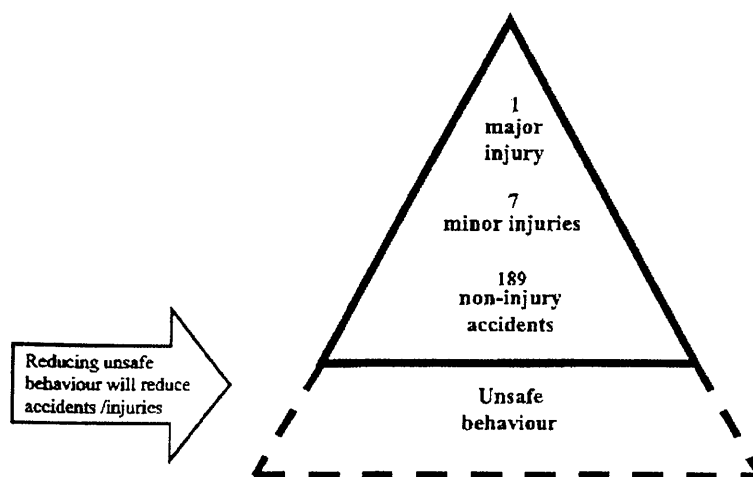 1
major
injury
7
minor injuries
189
non-injury
accidents
Reducing unsafe
behaviour will reduce
accidents /injuries
Unsafe
behaviour